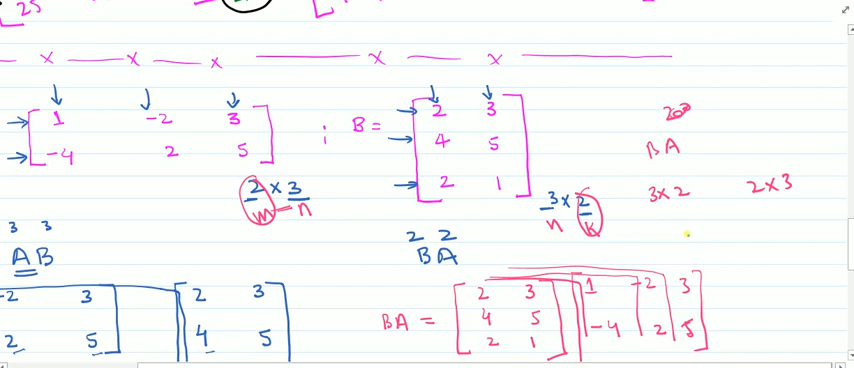 25
x x x x x
1 -2 3 ; B = 2 3
-4 2 5 4 5 BA
2 1
2 x 3 3 x 2 3x2 2x3
m = n n k
3 3 2 2
AB BA
-2 3 2 3 2 3 1 -2 3
2 5 4 5 BA = 4 5 -4 2 5
2 1